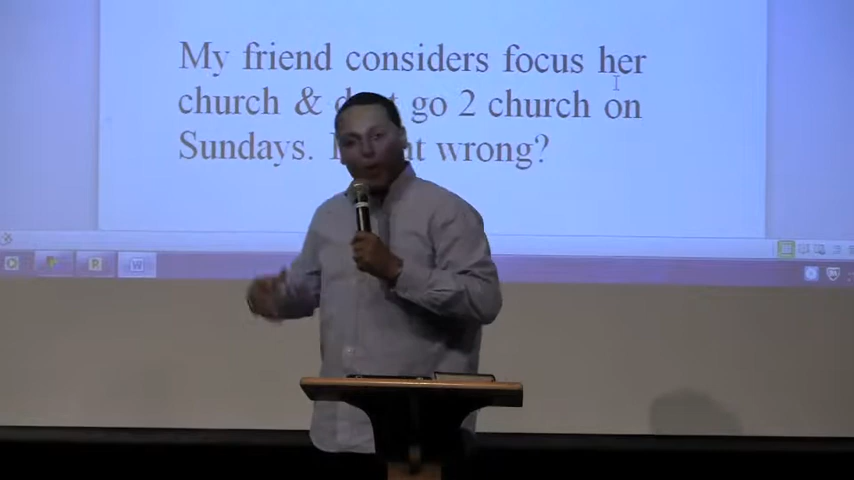 My friend considers focus her
church & go 2 church on
Sundays. wrong?